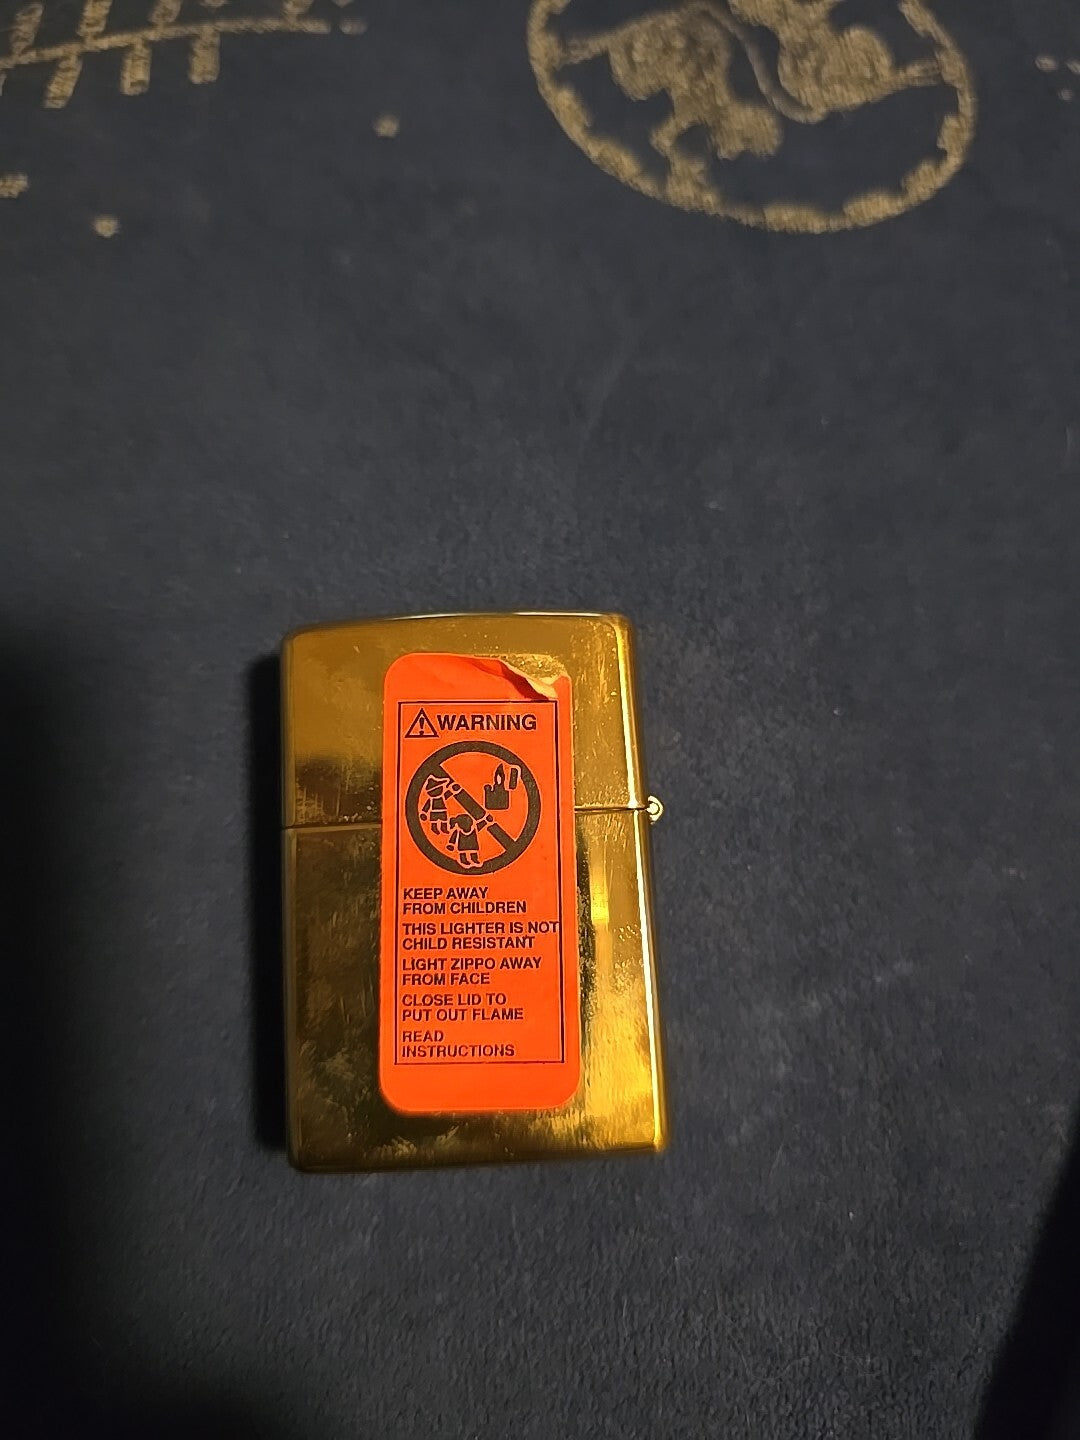 WARNING
KEEP AWAY
FROM CHILDREN
THIS LIGHTER IS NOT
CHILD RESISTANT
LIGHT ZIPPO AWAY
FROM FACE
CLOSE LID TO
PUT OUT FLAME
READ
INSTRUCTIONS